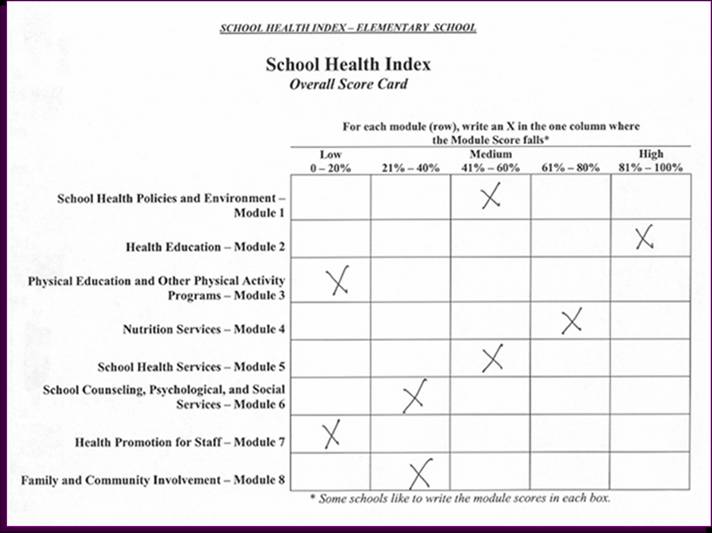 SCHOOL HEALTH INDEX – ELEMENTARY SCHOOL
School Health Index
Overall Score Card
For each module (row), write an X in the one column where
the Module Score falls*
Low Medium High
0 – 20% 21% – 40% 41% – 60% 61% – 80% 81% – 100%
School Health Policies and Environment –
Module 1 X
Health Education – Module 2 X
Physical Education and Other Physical Activity
Programs – Module 3 X
Nutrition Services – Module 4 X
School Health Services – Module 5 X
School Counseling, Psychological, and Social
Services – Module 6 X
Health Promotion for Staff – Module 7 X
Family and Community Involvement – Module 8 X
* Some schools like to write the module scores in each box.